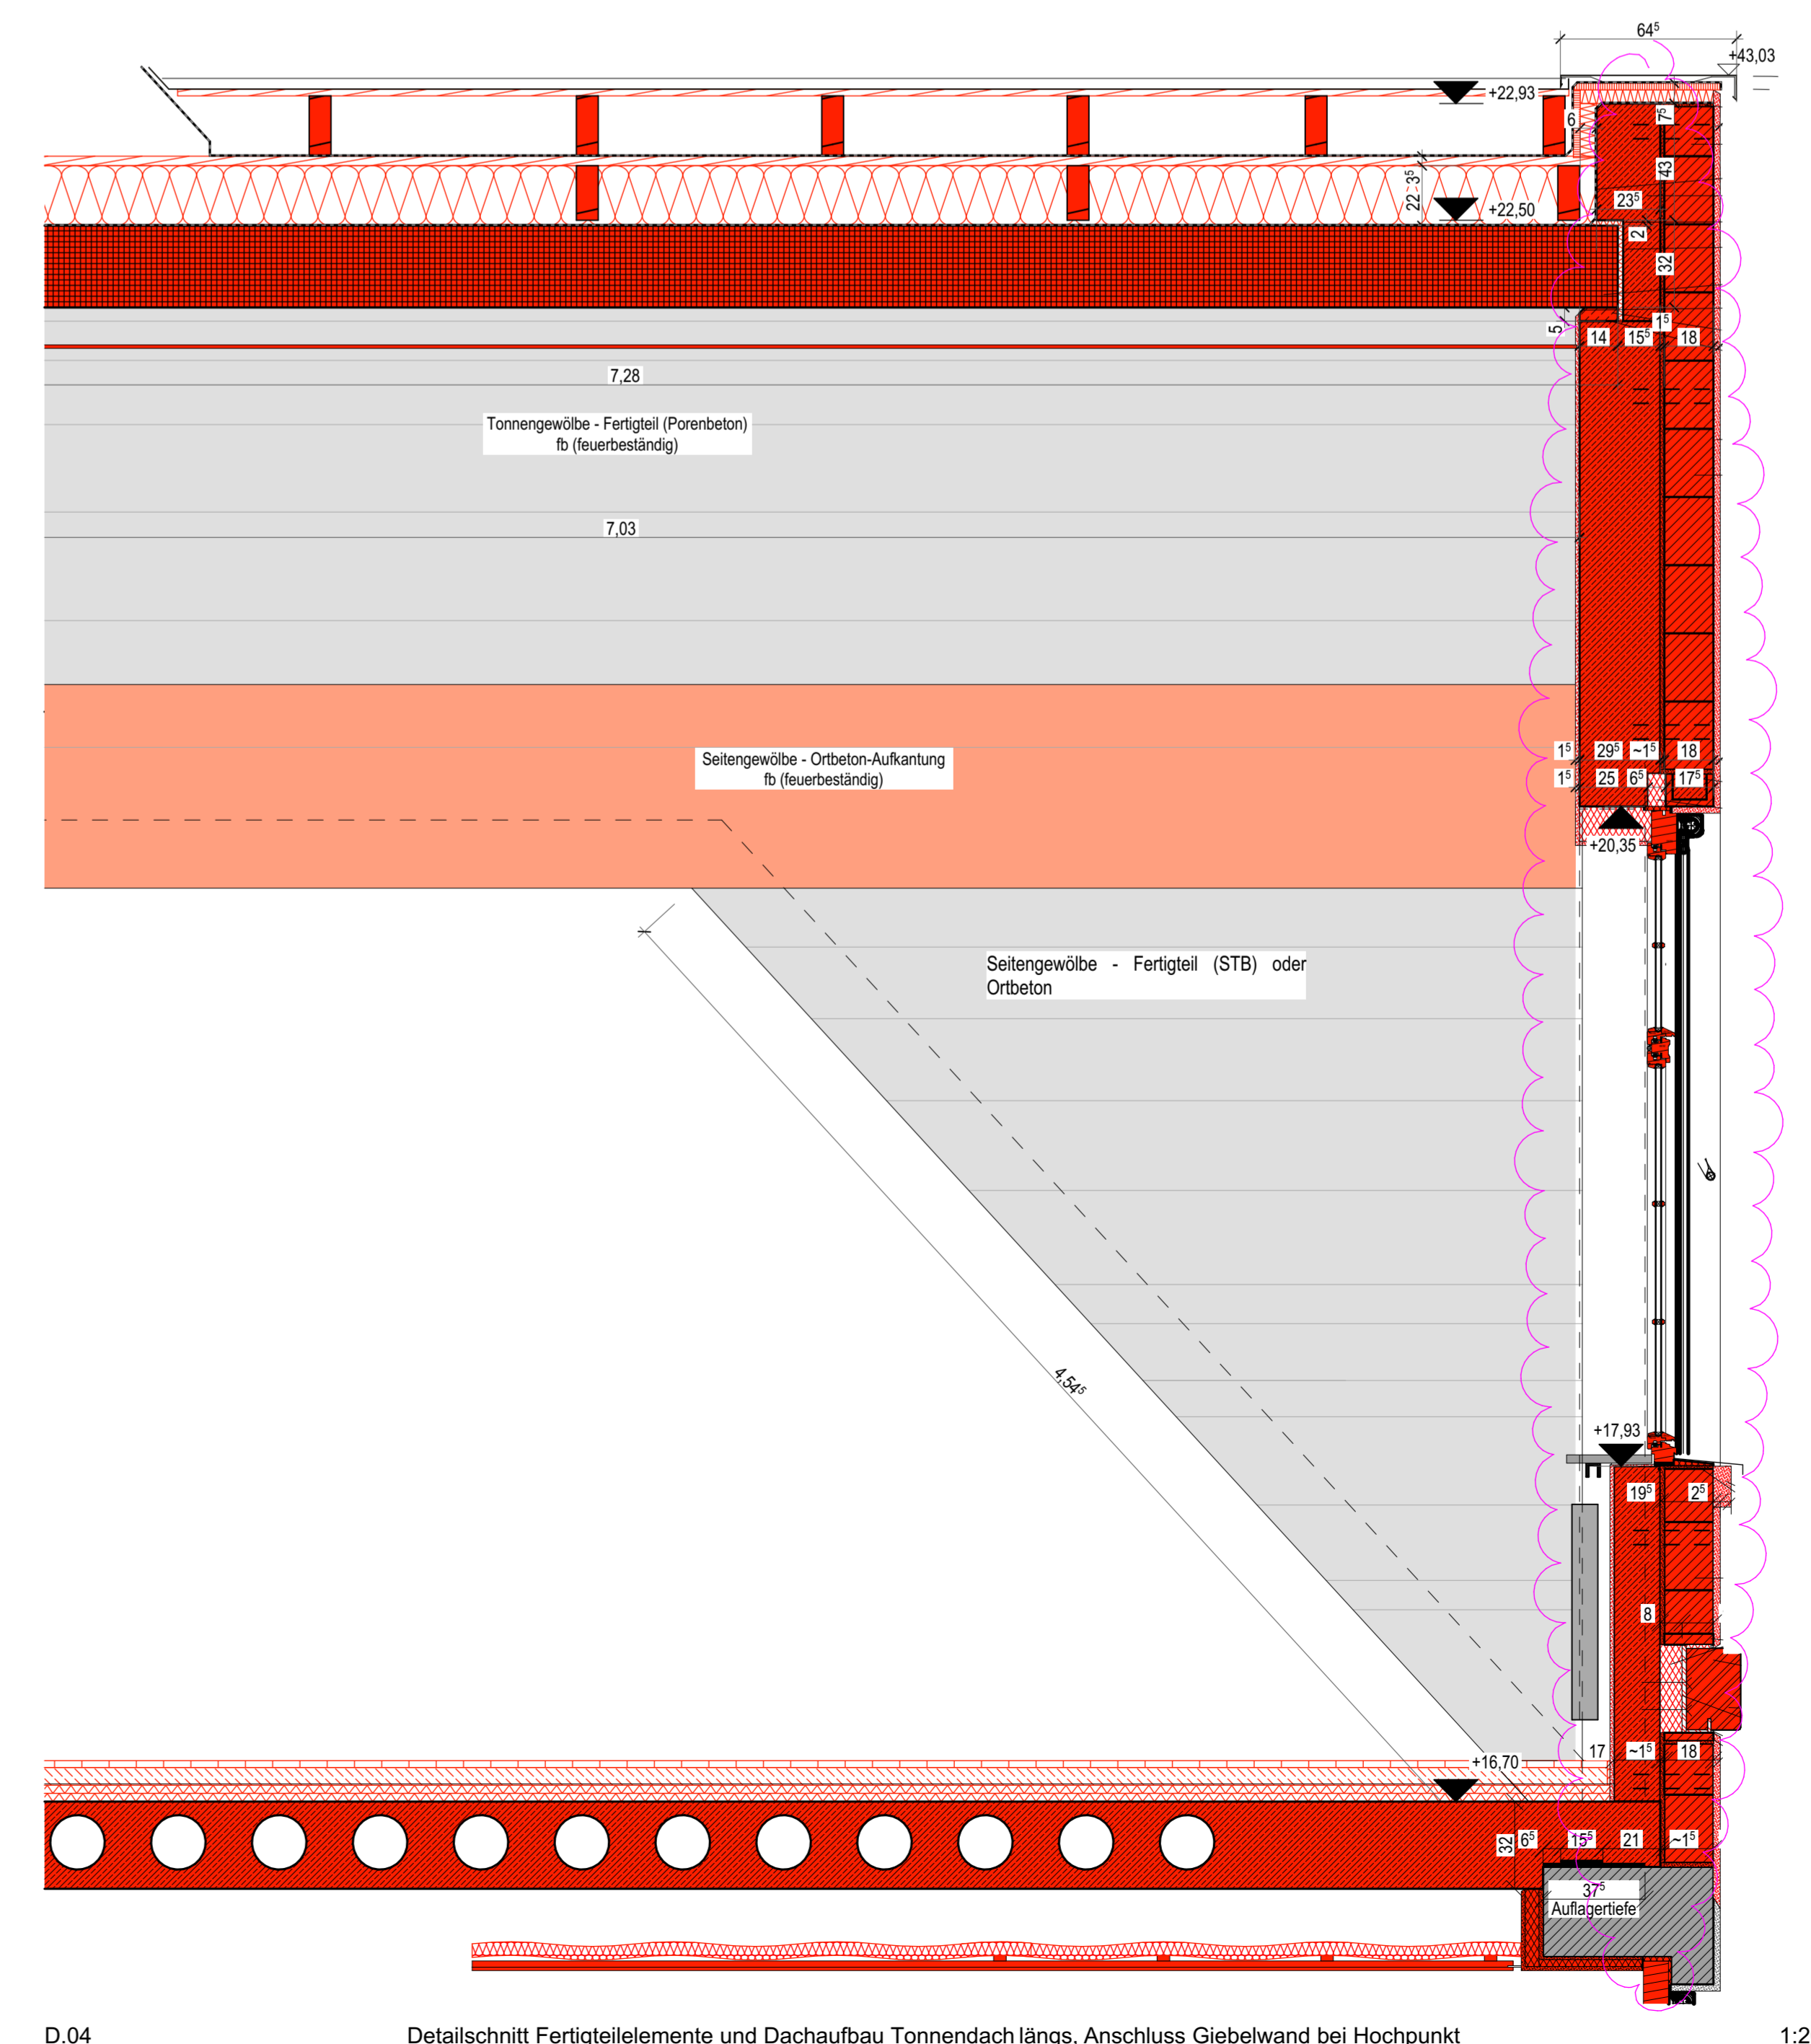 64⁵
+43,03
+22,93
6
7⁵
43
22
3⁵
23⁵
+22,50
2
32
5
14
15⁵
1⁵
18
7,28
Tonnengewölbe - Fertigteil (Porenbeton)
fb (feuerbeständig)
7,03
Seitengewölbe - Ortbeton-Aufkantung
fb (feuerbeständig)
1⁵ 29⁵ ~1⁵ 18
1⁵ 25 6⁵ 17⁵
+20,35
Seitengewölbe - Fertigteil (STB) oder
Ortbeton
4,54⁵
+17,93
19⁵ 2⁵
8
+16,70
17 ~1⁵ 18
32
6⁵ 15⁵ 21 ~1⁵
37⁵
Auflagertiefe
D.04 Detailschnitt Fertigteilelemente und Dachaufbau Tonnendach längs, Anschluss Giebelwand bei Hochpunkt 1:2